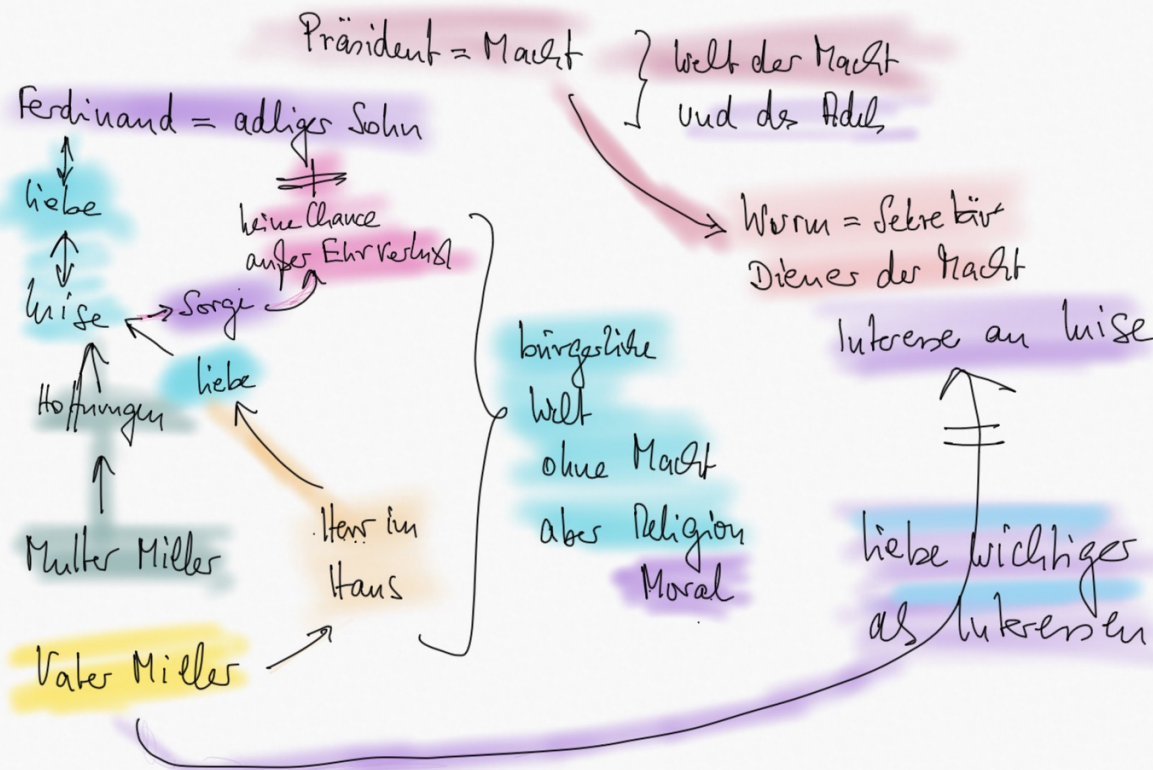 Präsident = Macht
Welt der Macht
und des Adels
Ferdinand = adliger Sohn
Liebe
keine Chance
außer Ehrverlust
Luise
Sorge
Wurm = Sekretär
Diener der Macht
Interesse an Luise
Liebe
Hoffnungen
bürgerliche
Welt
ohne Macht
aber Religion
Moral
Herr im
Haus
Mutter Miller
Vater Miller
Liebe wichtiger
als Interessen